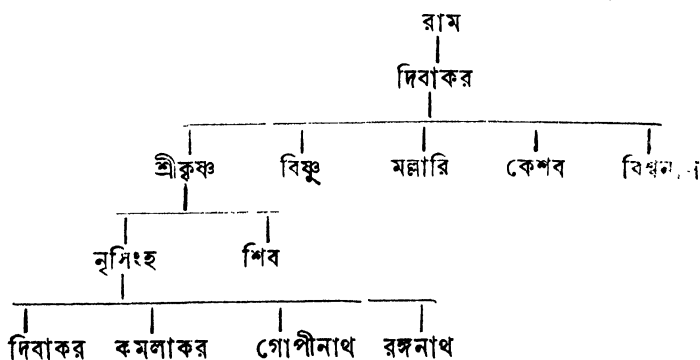 রাম
দিবাকর
শ্রীকৃষ্ণ বিষ্ণু মল্লারি কেশব
নৃসিংহ শিব
দিবাকর কমলাকর গোপীনাথ রঙ্গনাথ